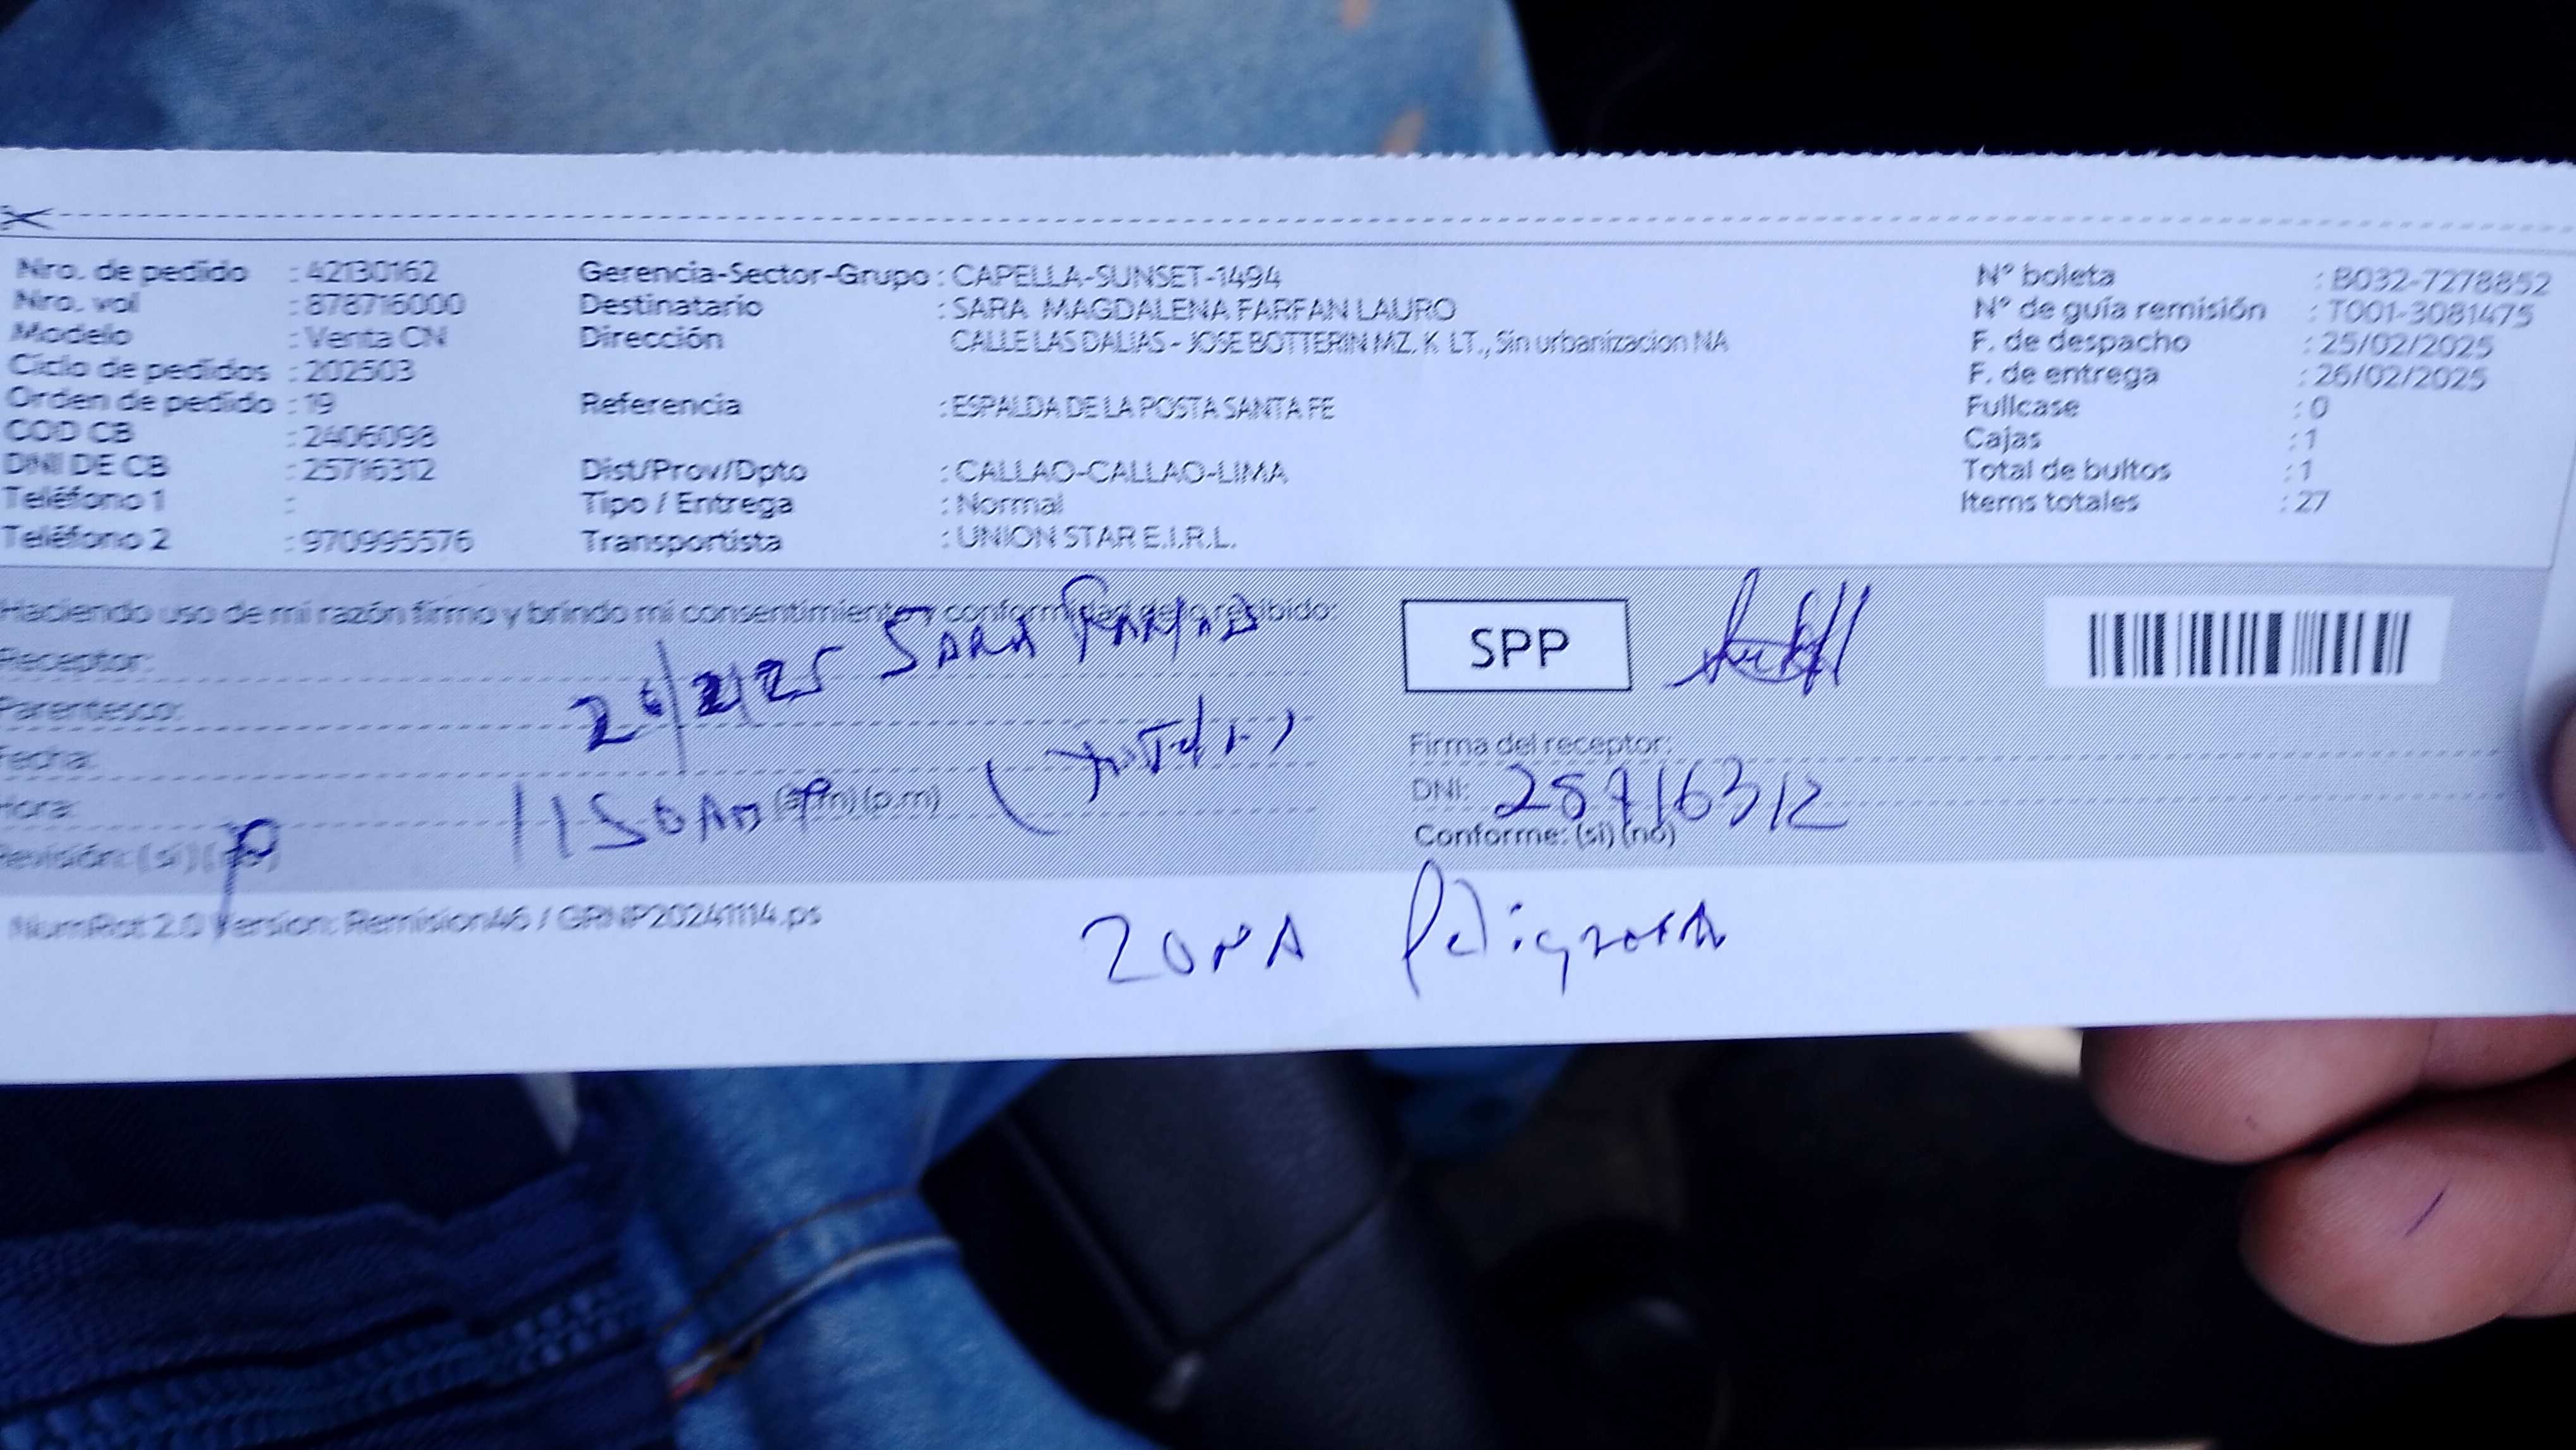 Nro. de pedido : 42130162 Gerencia-Sector-Grupo : CAPELLA-SUNSET-1494 N° boleta : B032-7278852
Nro. vol : 878716000 Destinatario : SARA MAGDALENA FARFAN LAURO N° de guía remisión : T001-3081475
Modelo : Venta CN Dirección CALLE LAS DALIAS - JOSE BOTTERIN MZ. K LT., Sin urbanizacion NA F. de despacho : 25/02/2025
Ciclo de pedidos : 202503 F. de entrega : 26/02/2025
Orden de pedido : 19 Referencia : ESPALDA DE LA POSTA SANTA FE Fullcase : 0
COD CB : 2406098 Cajas : 1
DNI DE CB : 25716312 Dist/Prov/Dpto : CALLAO-CALLAO-LIMA Total de bultos : 1
Teléfono 1 : Tipo / Entrega : Normal Items totales : 27
Teléfono 2 : 970995576 Transportista : UNION STAR E.I.R.L.
Haciendo uso de mi razón firmo y brindo mi consentimiento y conformidad de lo recibido:
Receptor: SARA FARFAN SPP
Parentesco: 26/2/25
Fecha: Firma del receptor:
Hora: 1150 AM (a.m) (p.m) DNI: 25716312
Revisión: (si) (no) Conforme: (si) (no)
NumRot 2.0 Version: Remision46 / GRNP20241114.ps
ZONA Peligrosa